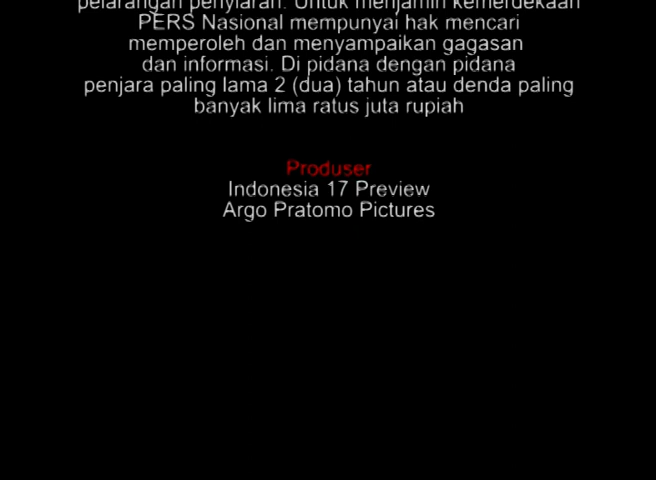 pelarangan penyiaran. Untuk menjamin kemerdekaan
PERS Nasional mempunyai hak mencari
memperoleh dan menyampaikan gagasan
dan informasi. Di pidana dengan pidana
penjara paling lama 2 (dua) tahun atau denda paling
banyak lima ratus juta rupiah
Produser
Indonesia 17 Preview
Argo Pratomo Pictures